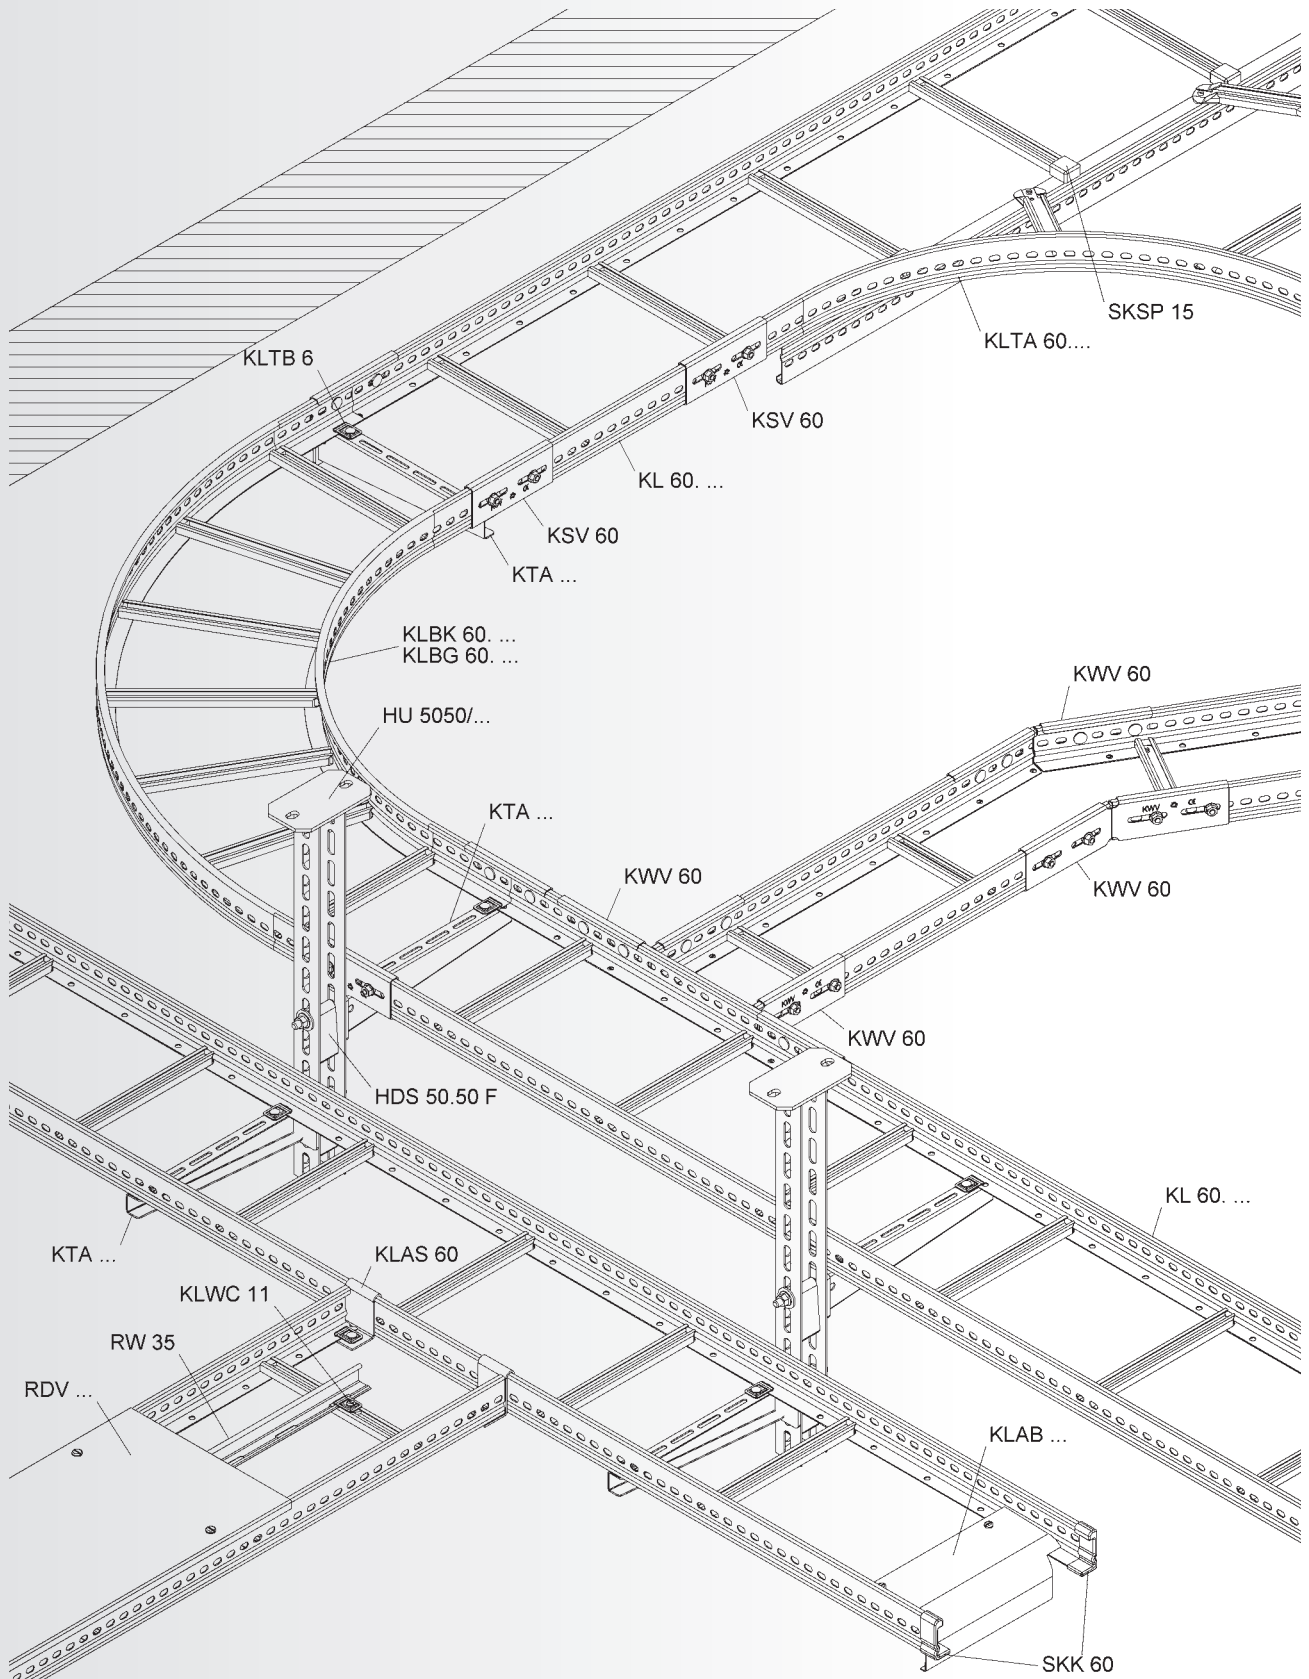 SKSP 15
KLTA 60....
KLTB 6
KSV 60
KL 60. ...
KSV 60
KTA ...
KLBK 60. ...
KLBG 60. ...
KWV 60
HU 5050/...
KTA ...
KWV
KWV 60
KWV 60
KWV
KWV 60
HDS 50.50 F
KL 60. ...
KTA ...
KLAS 60
KLWC 11
RW 35
RDV ...
KLAB ...
SKK 60